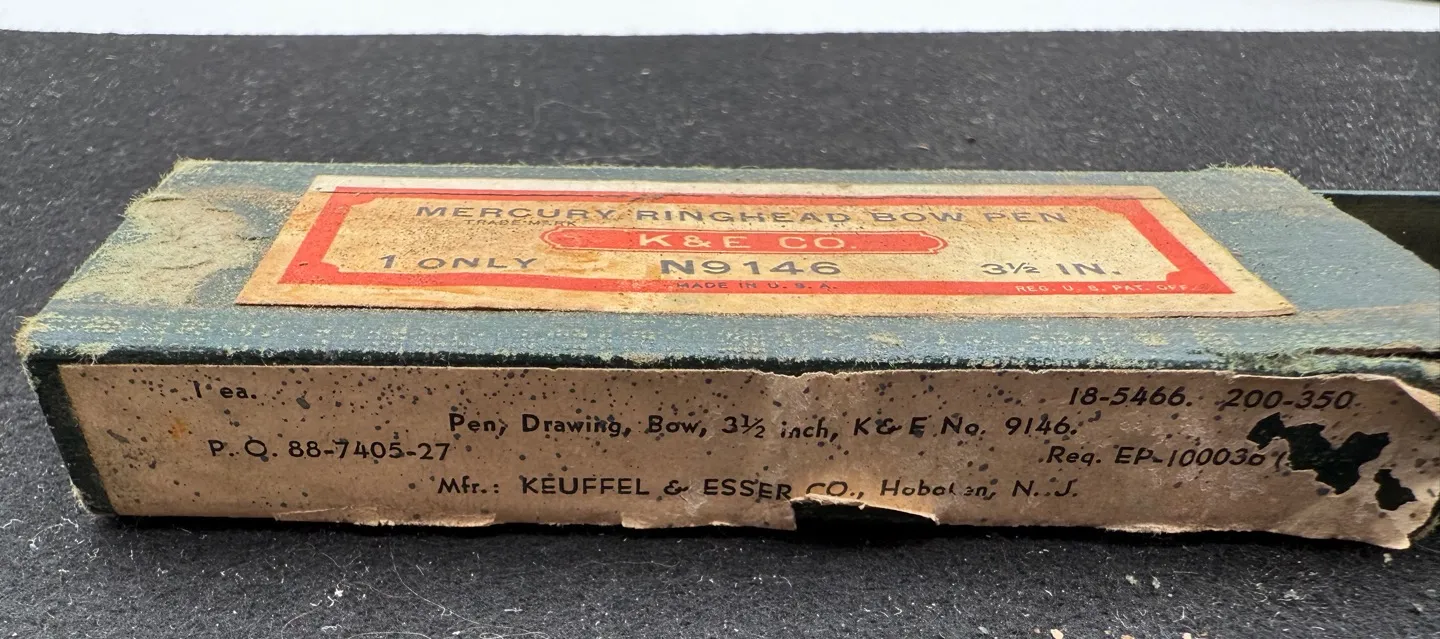 MERCURY RINGHEAD BOW PEN
TRADE MARK
K&E CO.
1 ONLY N9146 3½ IN.
MADE IN U. S. A. REG. U. S. PAT. OFF.
1 ea. 18-5466. 200-350
Pen, Drawing, Bow, 3½ inch, K & E No. 9146.
P. O. 88-7405-27 Req.
Mfr.: KEUFFEL & ESSER CO., N. J.